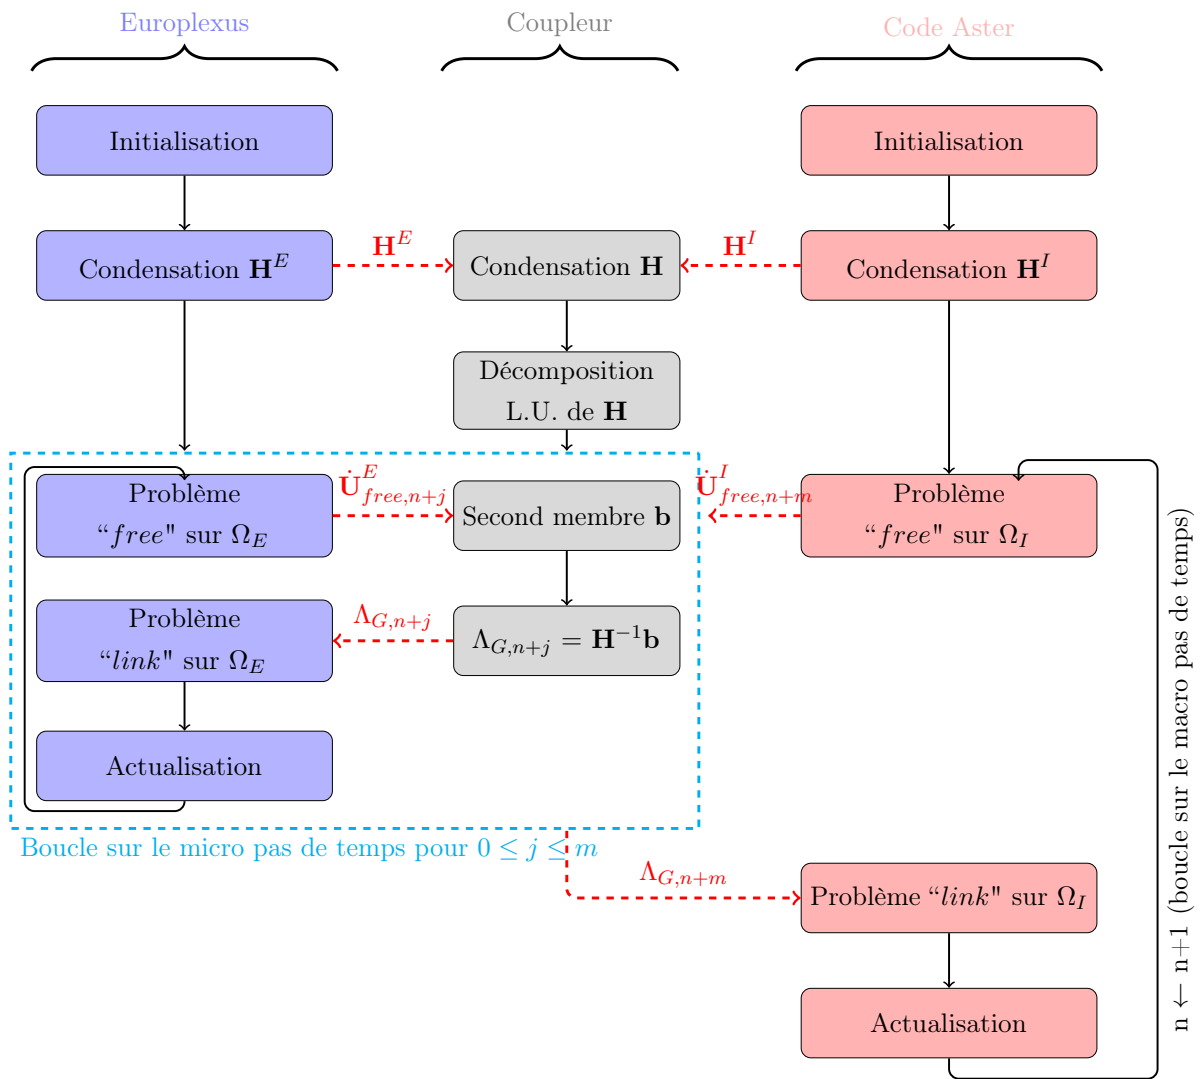 Europlexus
Coupleur
Code Aster
Initialisation
Initialisation
Condensation H^E
H^E
Condensation H
H^I
Condensation H^I
Décomposition
L.U. de H
Problème
“free" sur Ω_E
U̇^E_{free,n+j}
Second membre b
U̇^I_{free,n+m}
Problème
“free" sur Ω_I
Problème
“link" sur Ω_E
Λ_{G,n+j}
Λ_{G,n+j} = H^{-1}b
Actualisation
Boucle sur le micro pas de temps pour 0 ≤ j ≤ m
Λ_{G,n+m}
Problème “link" sur Ω_I
Actualisation
n ← n+1 (boucle sur le macro pas de temps)